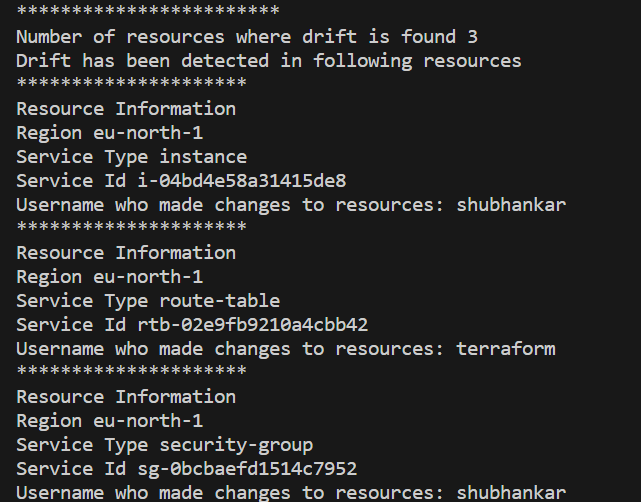 ************************
Number of resources where drift is found 3
Drift has been detected in following resources
*********************
Resource Information
Region eu-north-1
Service Type instance
Service Id i-04bd4e58a31415de8
Username who made changes to resources: shubhankar
*********************
Resource Information
Region eu-north-1
Service Type route-table
Service Id rtb-02e9fb9210a4cbb42
Username who made changes to resources: terraform
*********************
Resource Information
Region eu-north-1
Service Type security-group
Service Id sg-0bcbaefd1514c7952
Username who made changes to resources: shubhankar